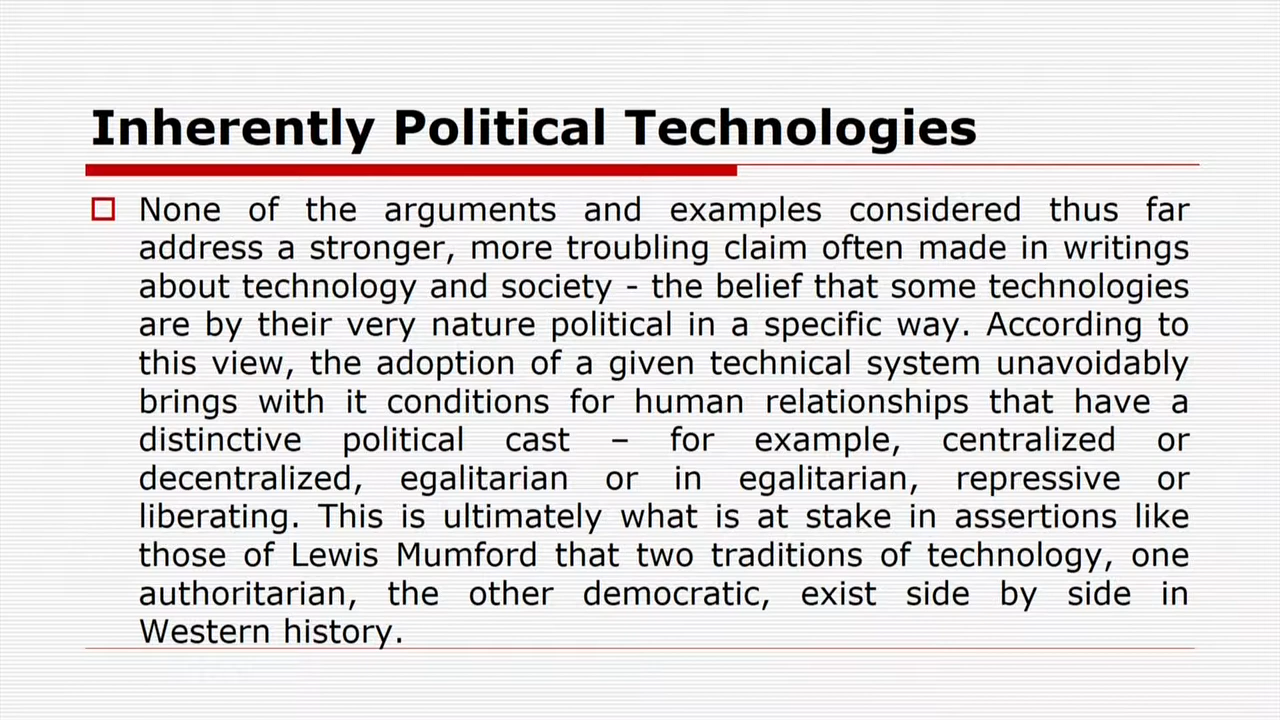 Inherently Political Technologies
None of the arguments and examples considered thus far
address a stronger, more troubling claim often made in writings
about technology and society - the belief that some technologies
are by their very nature political in a specific way. According to
this view, the adoption of a given technical system unavoidably
brings with it conditions for human relationships that have a
distinctive political cast – for example, centralized or
decentralized, egalitarian or in egalitarian, repressive or
liberating. This is ultimately what is at stake in assertions like
those of Lewis Mumford that two traditions of technology, one
authoritarian, the other democratic, exist side by side in
Western history.